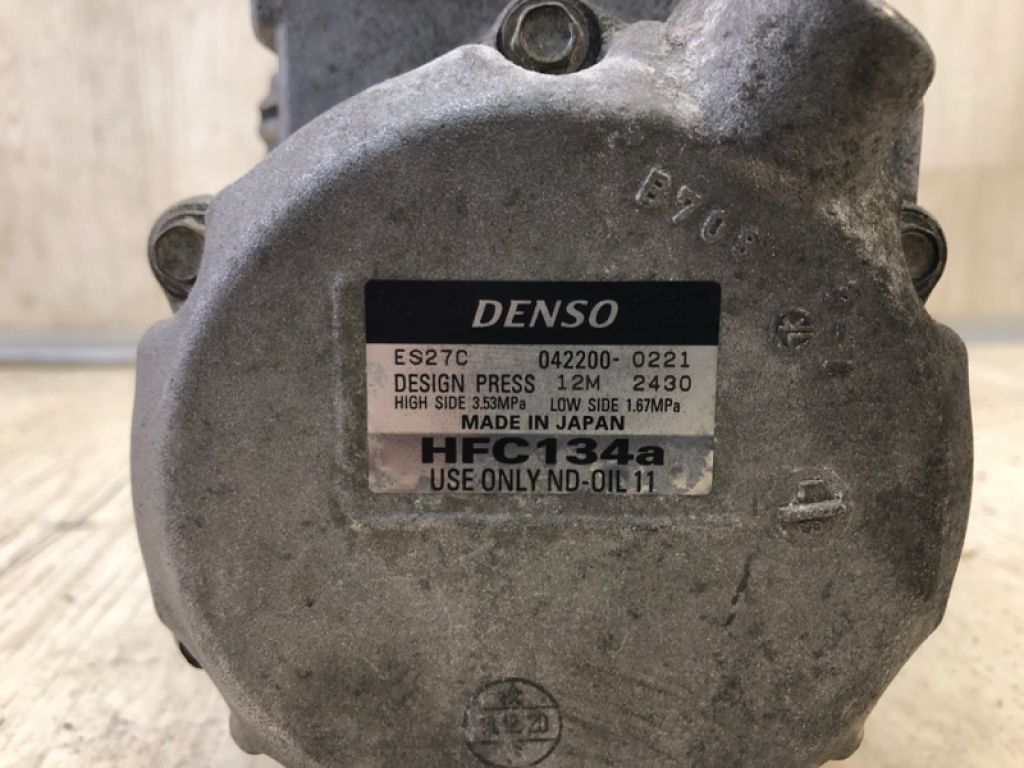 B708
DENSO
ES27C 042200- 0221
DESIGN PRESS 12M 2430
HIGH SIDE 3.53MPa LOW SIDE 1.67MPa
MADE IN JAPAN
HFC134a
USE ONLY ND-OIL 11